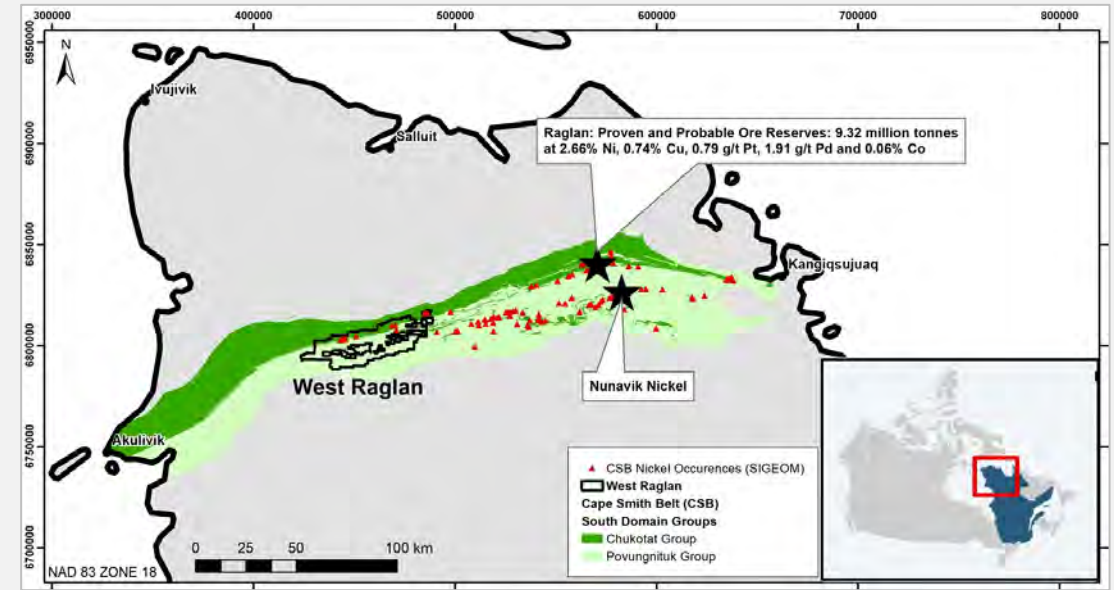 300000 400000 500000 600000 700000 800000
6950000
6900000
6850000
6800000
6750000
6700000
N
Ivujivik
Salluit
Raglan: Proven and Probable Ore Reserves: 9.32 million tonnes
at 2.66% Ni, 0.74% Cu, 0.79 g/t Pt, 1.91 g/t Pd and 0.06% Co
Kangiqsujuaq
West Raglan
Nunavik Nickel
Akulivik
CSB Nickel Occurences (SIGEOM)
West Raglan
Cape Smith Belt (CSB)
South Domain Groups
Chukotat Group
Povungnituk Group
0 25 50 100 km
NAD 83 ZONE 18